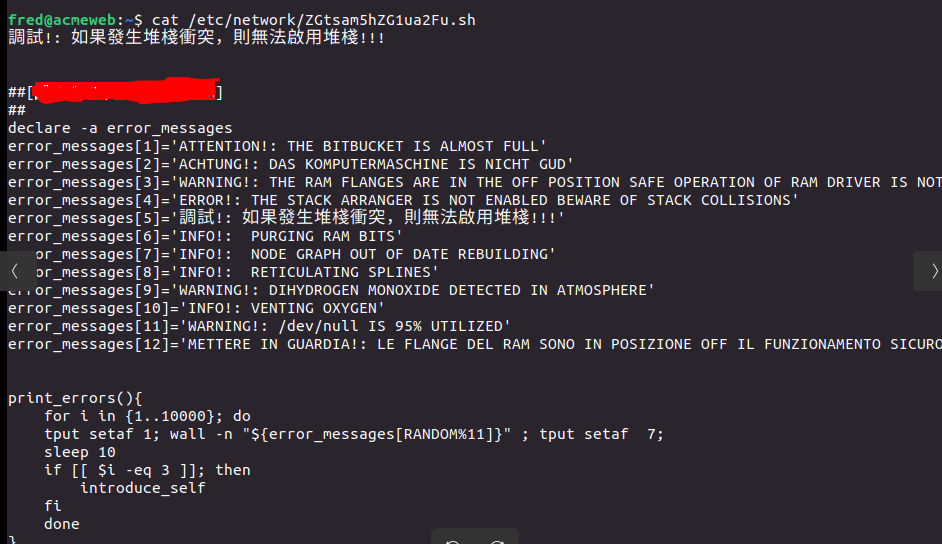 fred@acmeweb:~$ cat /etc/network/ZGtsam5hZG1ua2Fu.sh
調試!: 如果發生堆棧衝突，則無法啟用堆棧!!!
##[ ]
##
declare -a error_messages
error_messages[1]='ATTENTION!: THE BITBUCKET IS ALMOST FULL'
error_messages[2]='ACHTUNG!: DAS KOMPUTERMASCHINE IS NICHT GUD'
error_messages[3]='WARNING!: THE RAM FLANGES ARE IN THE OFF POSITION SAFE OPERATION OF RAM DRIVER IS NOT
error_messages[4]='ERROR!: THE STACK ARRANGER IS NOT ENABLED BEWARE OF STACK COLLISIONS'
error_messages[5]='調試!: 如果發生堆棧衝突，則無法啟用堆棧!!!'
error_messages[6]='INFO!:  PURGING RAM BITS'
error_messages[7]='INFO!:  NODE GRAPH OUT OF DATE REBUILDING'
error_messages[8]='INFO!:  RETICULATING SPLINES'
error_messages[9]='WARNING!: DIHYDROGEN MONOXIDE DETECTED IN ATMOSPHERE'
error_messages[10]='INFO!: VENTING OXYGEN'
error_messages[11]='WARNING!: /dev/null IS 95% UTILIZED'
error_messages[12]='METTERE IN GUARDIA!: LE FLANGE DEL RAM SONO IN POSIZIONE OFF IL FUNZIONAMENTO SICURO
print_errors(){
    for i in {1..10000}; do
    tput setaf 1; wall -n "${error_messages[RANDOM%11]}" ; tput setaf  7;
    sleep 10
    if [[ $i -eq 3 ]]; then
        introduce_self
    fi
    done
}